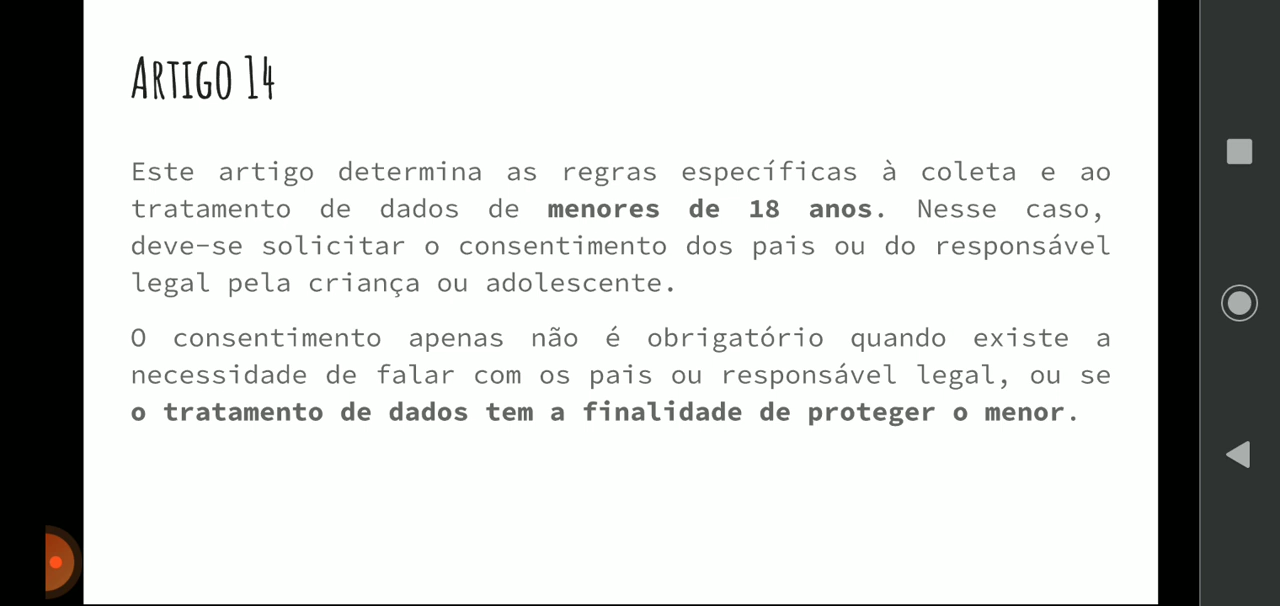 Artigo 14
Este artigo determina as regras específicas à coleta e ao
tratamento de dados de menores de 18 anos. Nesse caso,
deve-se solicitar o consentimento dos pais ou do responsável
legal pela criança ou adolescente.
O consentimento apenas não é obrigatório quando existe a
necessidade de falar com os pais ou responsável legal, ou se
o tratamento de dados tem a finalidade de proteger o menor.